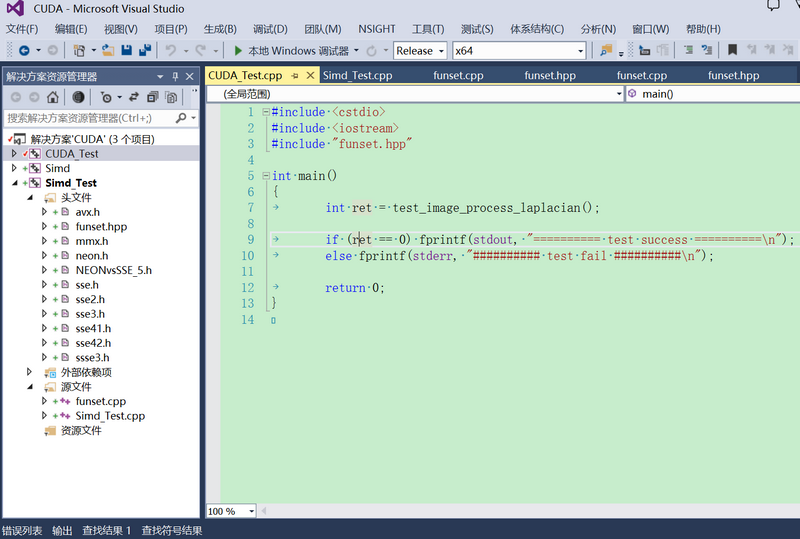 CUDA - Microsoft Visual Studio
文件(F) 编辑(E) 视图(V) 项目(P) 生成(B) 调试(D) 团队(M) NSIGHT 工具(T) 测试(S) 体系结构(C) 分析(N) 窗口(W) 帮助(H)
本地 Windows 调试器 Release x64
解决方案资源管理器
搜索解决方案资源管理器(Ctrl+;)
解决方案'CUDA' (3 个项目)
CUDA_Test
Simd
Simd_Test
头文件
avx.h
funset.hpp
mmx.h
neon.h
NEONvsSSE_5.h
sse.h
sse2.h
sse3.h
sse41.h
sse42.h
ssse3.h
外部依赖项
源文件
funset.cpp
Simd_Test.cpp
资源文件
CUDA_Test.cpp Simd_Test.cpp funset.cpp funset.hpp funset.cpp funset.hpp
(全局范围) main()
1 #include <cstdio>
2 #include <iostream>
3 #include "funset.hpp"
4
5 int main()
6 {
7 int ret = test_image_process_laplacian();
8
9 if (ret == 0) fprintf(stdout, "========== test success ==========\n");
10 else fprintf(stderr, "########## test fail ##########\n");
11
12 return 0;
13 }
14
100 %
错误列表 输出 查找结果 1 查找符号结果